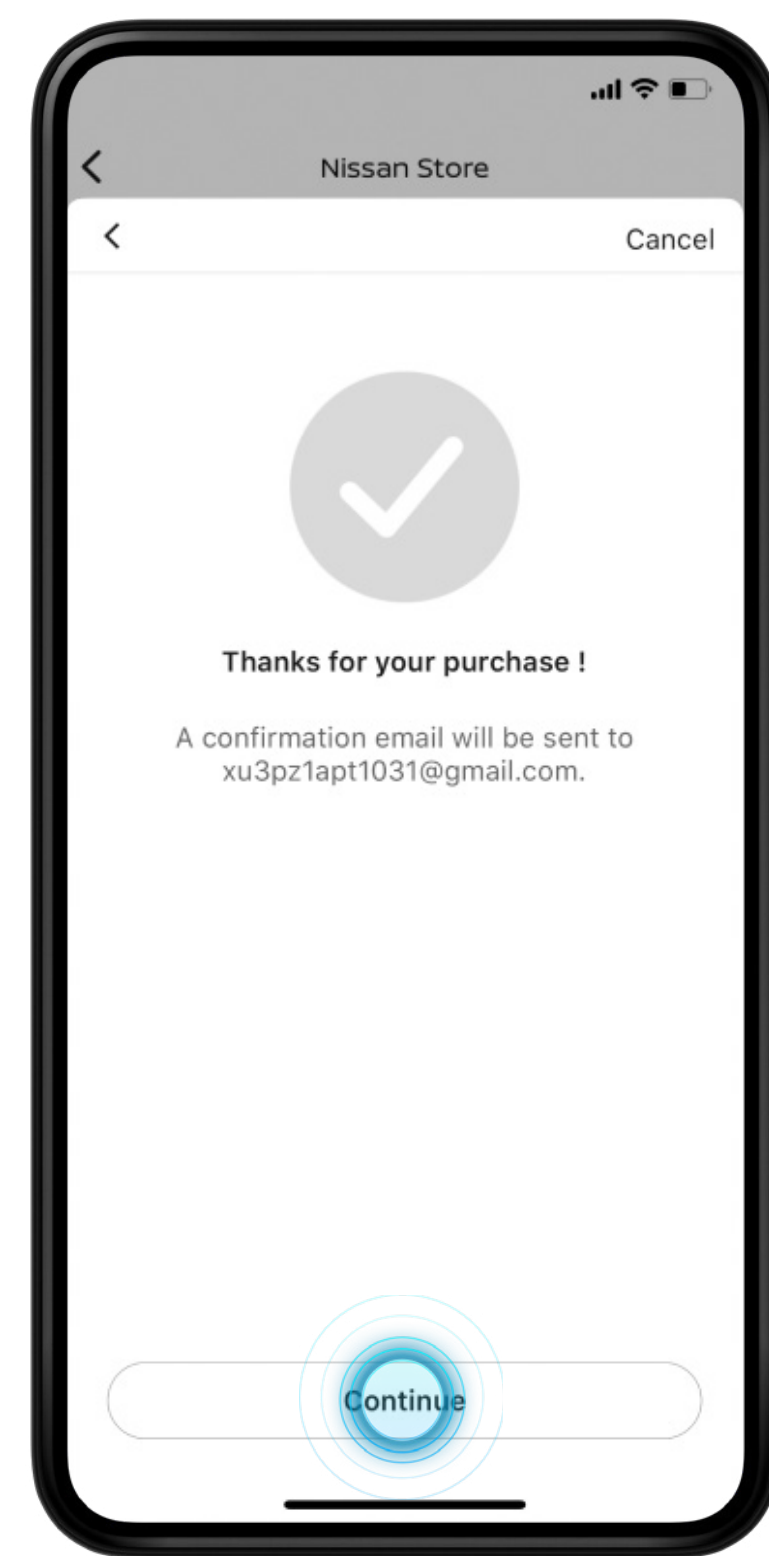 Nissan Store
Cancel
Thanks for your purchase !
A confirmation email will be sent to
xu3pz1apt1031@gmail.com.
Continue